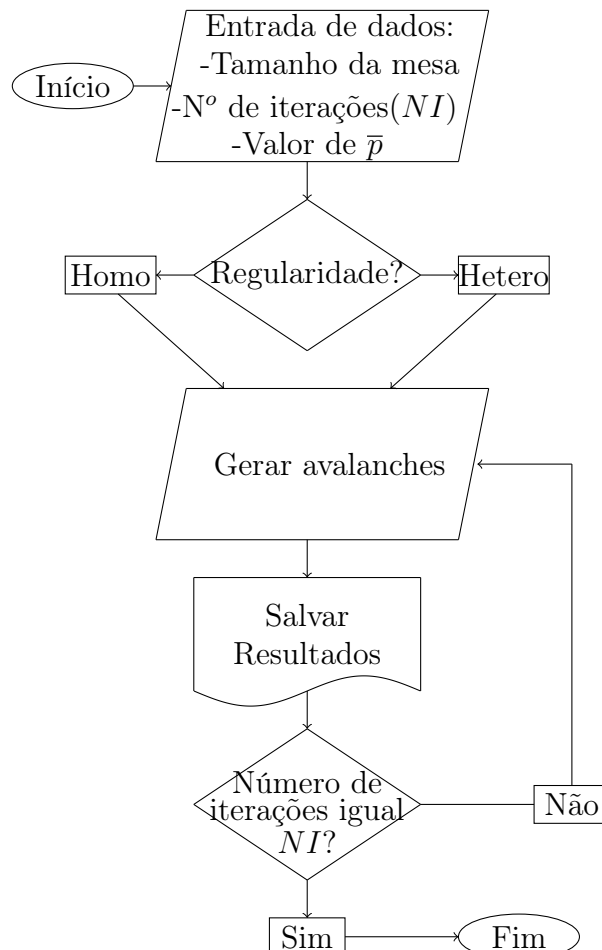 Início
Entrada de dados:
-Tamanho da mesa
-Nº de iterações(NI)
-Valor de p̅
Regularidade?
Homo
Hetero
Gerar avalanches
Salvar
Resultados
Número de
iterações igual
NI?
Não
Sim
Fim